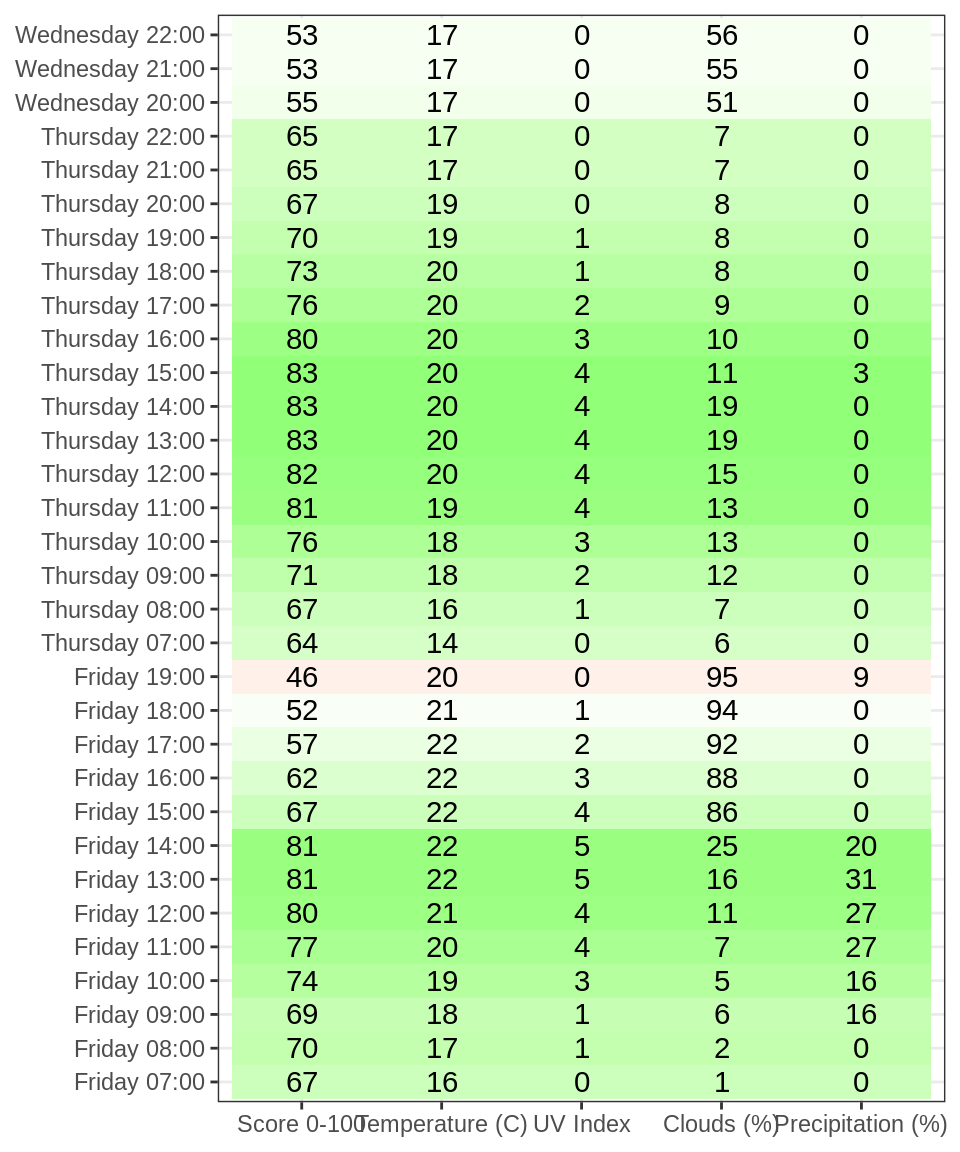 Wednesday 22:00 53 17 0 56 0
Wednesday 21:00 53 17 0 55 0
Wednesday 20:00 55 17 0 51 0
Thursday 22:00 65 17 0 7 0
Thursday 21:00 65 17 0 7 0
Thursday 20:00 67 19 0 8 0
Thursday 19:00 70 19 1 8 0
Thursday 18:00 73 20 1 8 0
Thursday 17:00 76 20 2 9 0
Thursday 16:00 80 20 3 10 0
Thursday 15:00 83 20 4 11 3
Thursday 14:00 83 20 4 19 0
Thursday 13:00 83 20 4 19 0
Thursday 12:00 82 20 4 15 0
Thursday 11:00 81 19 4 13 0
Thursday 10:00 76 18 3 13 0
Thursday 09:00 71 18 2 12 0
Thursday 08:00 67 16 1 7 0
Thursday 07:00 64 14 0 6 0
Friday 19:00 46 20 0 95 9
Friday 18:00 52 21 1 94 0
Friday 17:00 57 22 2 92 0
Friday 16:00 62 22 3 88 0
Friday 15:00 67 22 4 86 0
Friday 14:00 81 22 5 25 20
Friday 13:00 81 22 5 16 31
Friday 12:00 80 21 4 11 27
Friday 11:00 77 20 4 7 27
Friday 10:00 74 19 3 5 16
Friday 09:00 69 18 1 6 16
Friday 08:00 70 17 1 2 0
Friday 07:00 67 16 0 1 0
Score 0-100 Temperature (C) UV Index Clouds (%) Precipitation (%)